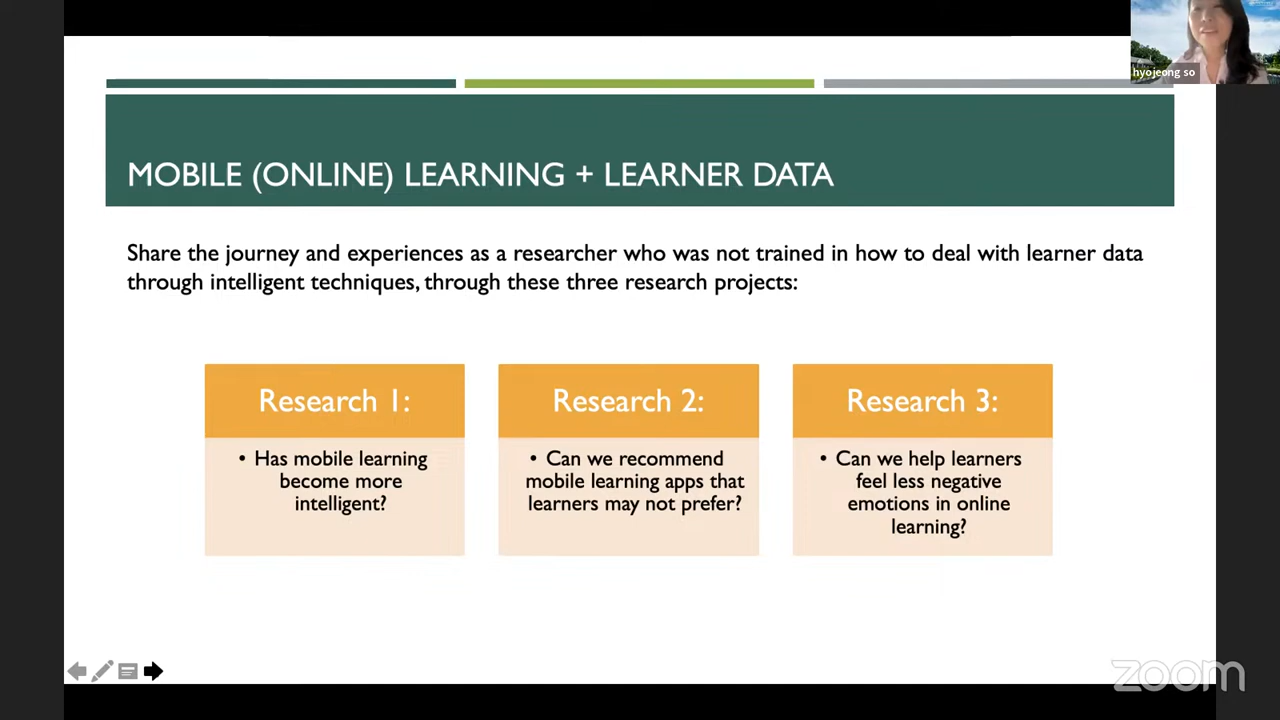 hyojeong so
MOBILE (ONLINE) LEARNING + LEARNER DATA
Share the journey and experiences as a researcher who was not trained in how to deal with learner data
through intelligent techniques, through these three research projects:
Research 1:
• Has mobile learning
become more
intelligent?
Research 2:
• Can we recommend
mobile learning apps that
learners may not prefer?
Research 3:
• Can we help learners
feel less negative
emotions in online
learning?
zoom